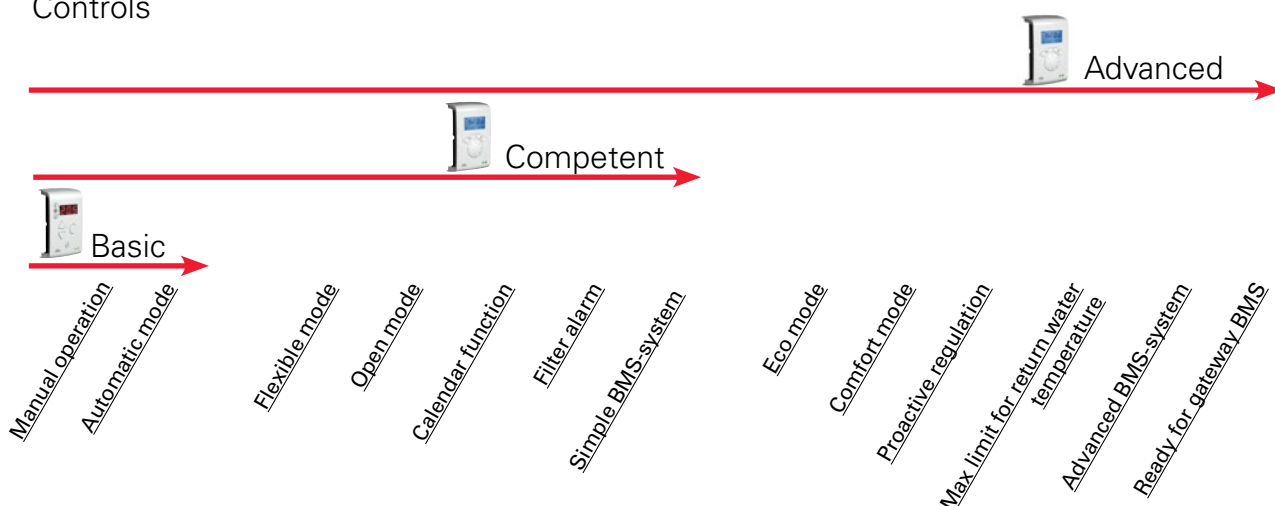 Controls
Advanced
Competent
Basic
Manual operation
Automatic mode
Flexible mode
Open mode
Calendar function
Filter alarm
Simple BMS-system
Eco mode
Comfort mode
Proactive regulation
Max limit for return water
temperature
Advanced BMS-system
Ready for gateway BMS